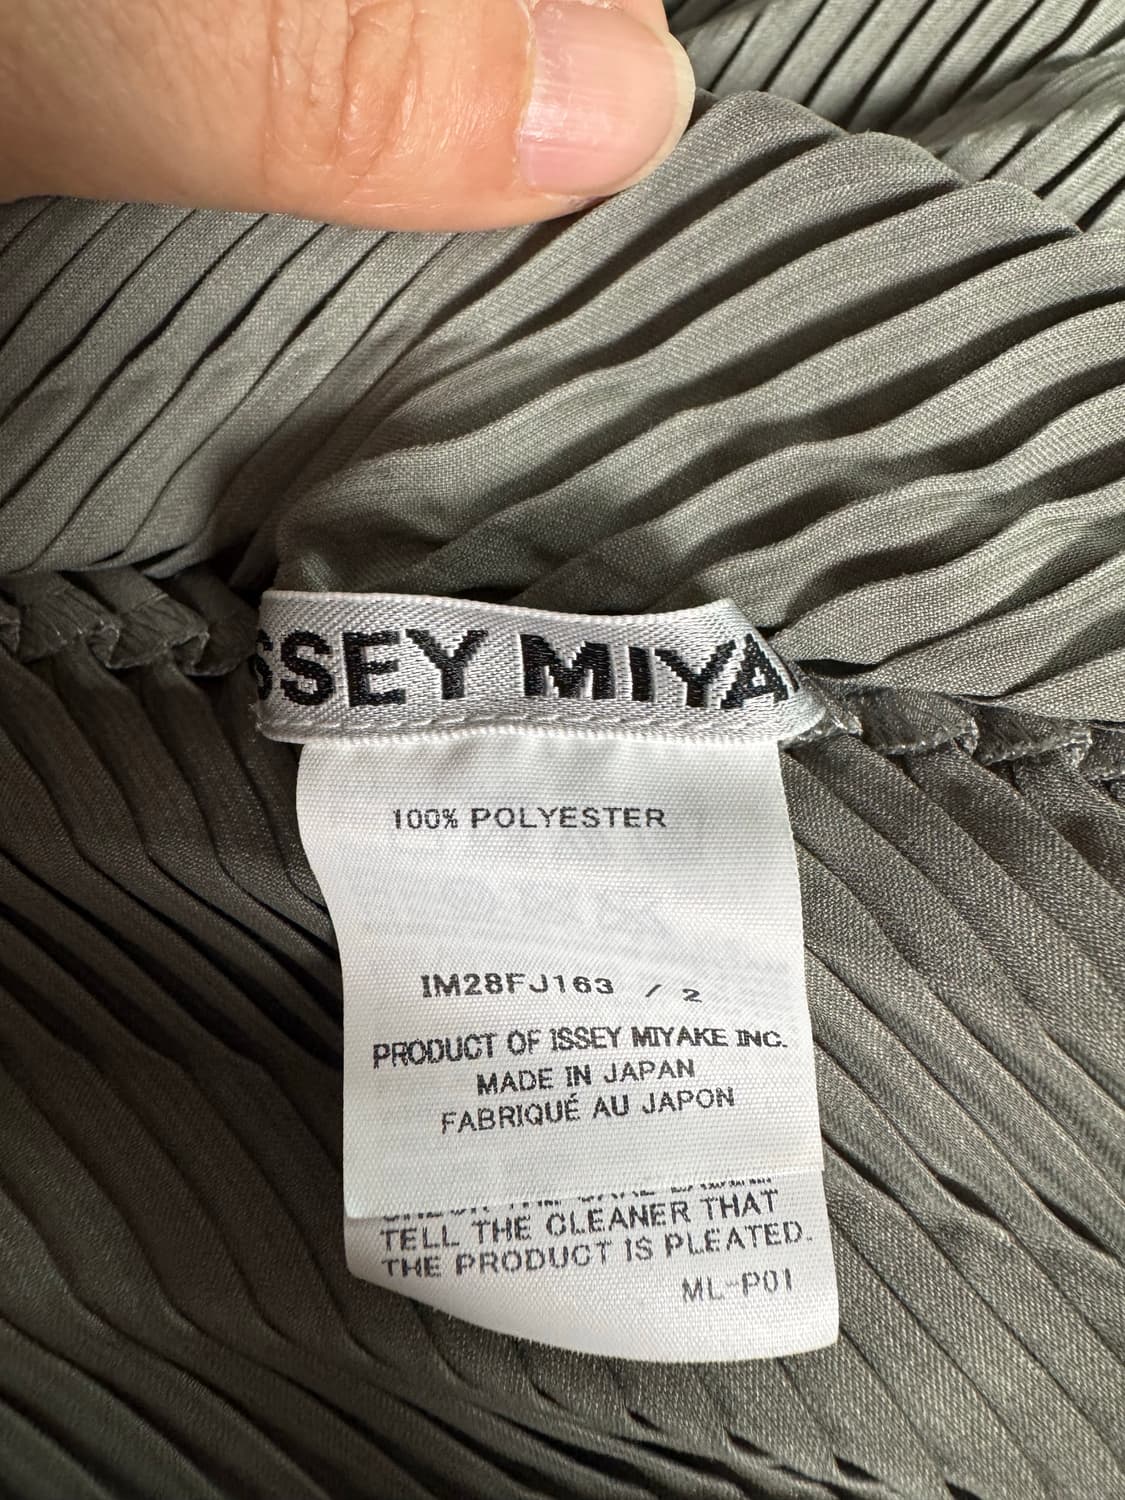 ISSEY MIYA
100% POLYESTER
IM28FJ163 / 2
PRODUCT OF ISSEY MIYAKE INC.
MADE IN JAPAN
FABRIQUÉ AU JAPON
TELL THE CLEANER THAT
THE PRODUCT IS PLEATED.
ML-P01